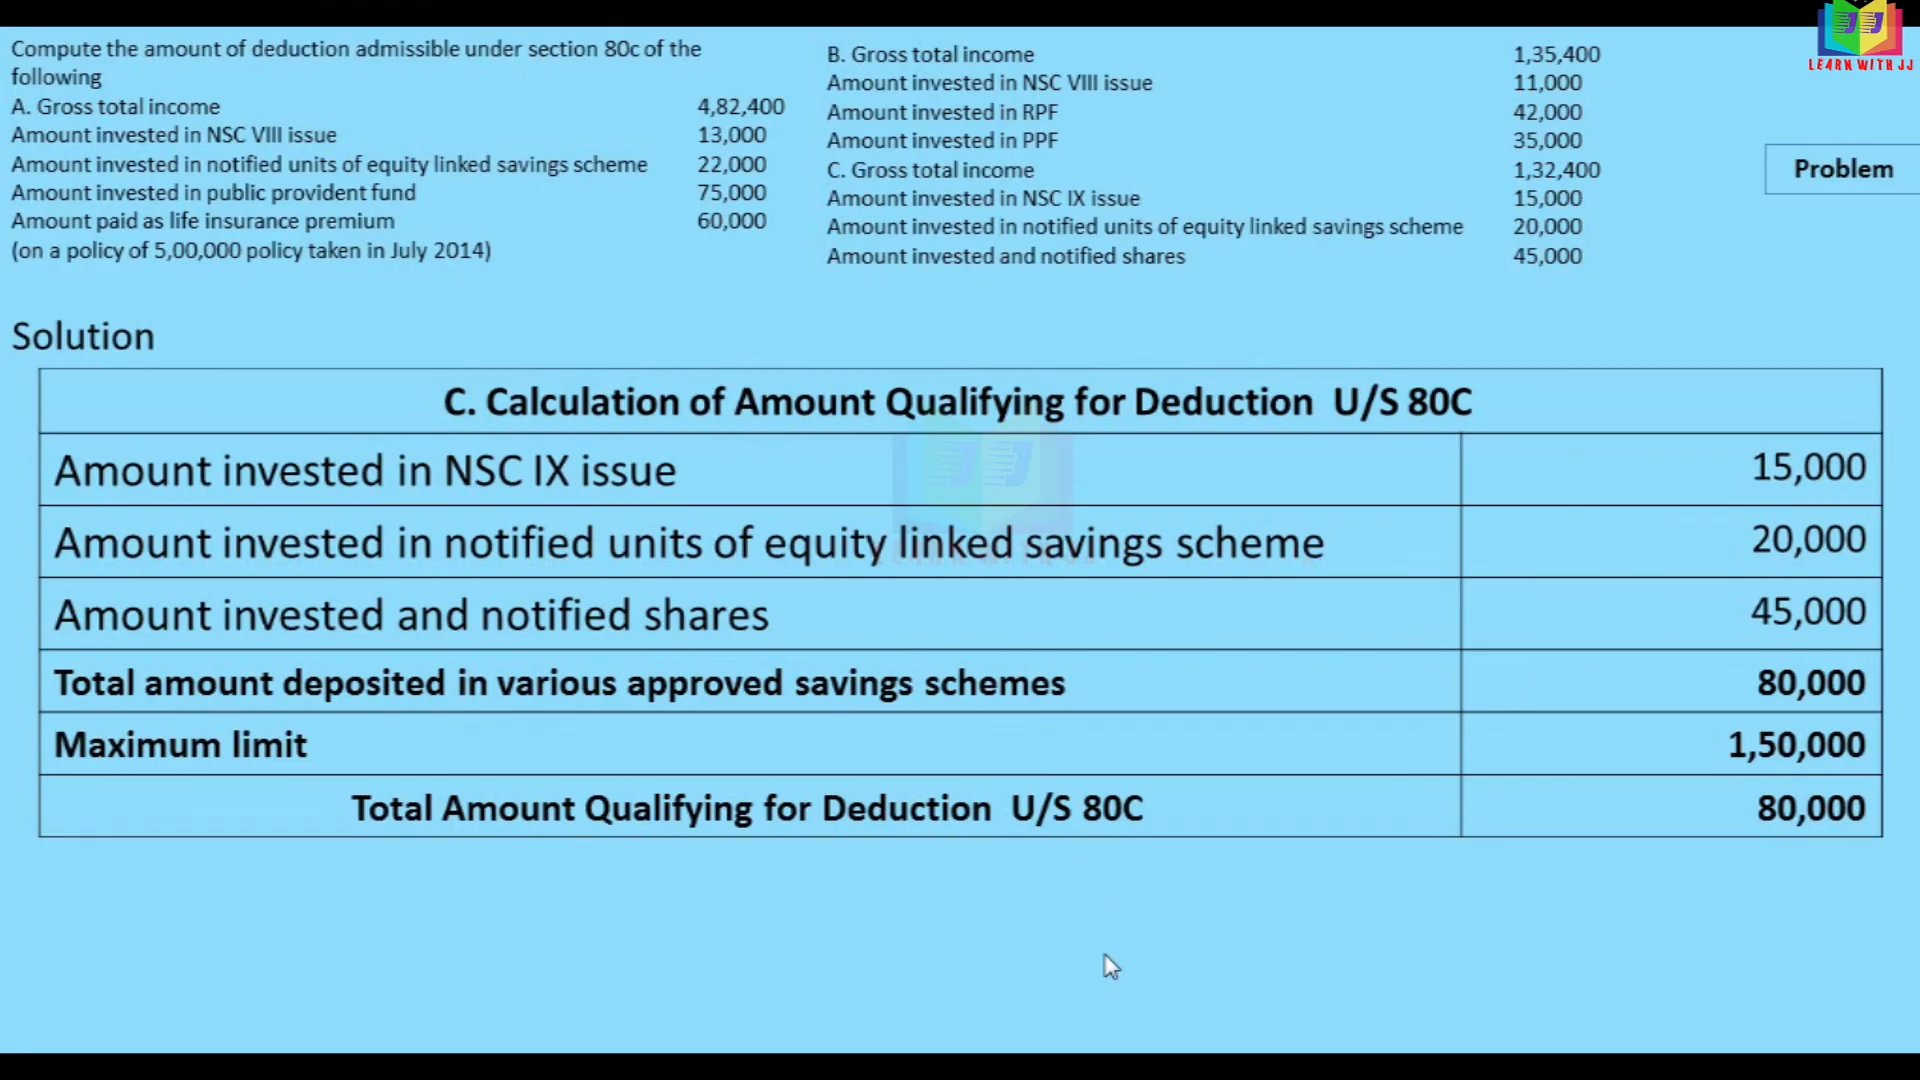 Compute the amount of deduction admissible under section 80c of the
following
A. Gross total income 4,82,400
Amount invested in NSC VIII issue 13,000
Amount invested in notified units of equity linked savings scheme 22,000
Amount invested in public provident fund 75,000
Amount paid as life insurance premium 60,000
(on a policy of 5,00,000 policy taken in July 2014)
B. Gross total income 1,35,400
Amount invested in NSC VIII issue 11,000
Amount invested in RPF 42,000
Amount invested in PPF 35,000
C. Gross total income 1,32,400
Amount invested in NSC IX issue 15,000
Amount invested in notified units of equity linked savings scheme 20,000
Amount invested and notified shares 45,000
JJ
LEARN WITH JJ
Problem
Solution
C. Calculation of Amount Qualifying for Deduction U/S 80C
Amount invested in NSC IX issue 15,000
Amount invested in notified units of equity linked savings scheme 20,000
Amount invested and notified shares 45,000
Total amount deposited in various approved savings schemes 80,000
Maximum limit 1,50,000
Total Amount Qualifying for Deduction U/S 80C 80,000